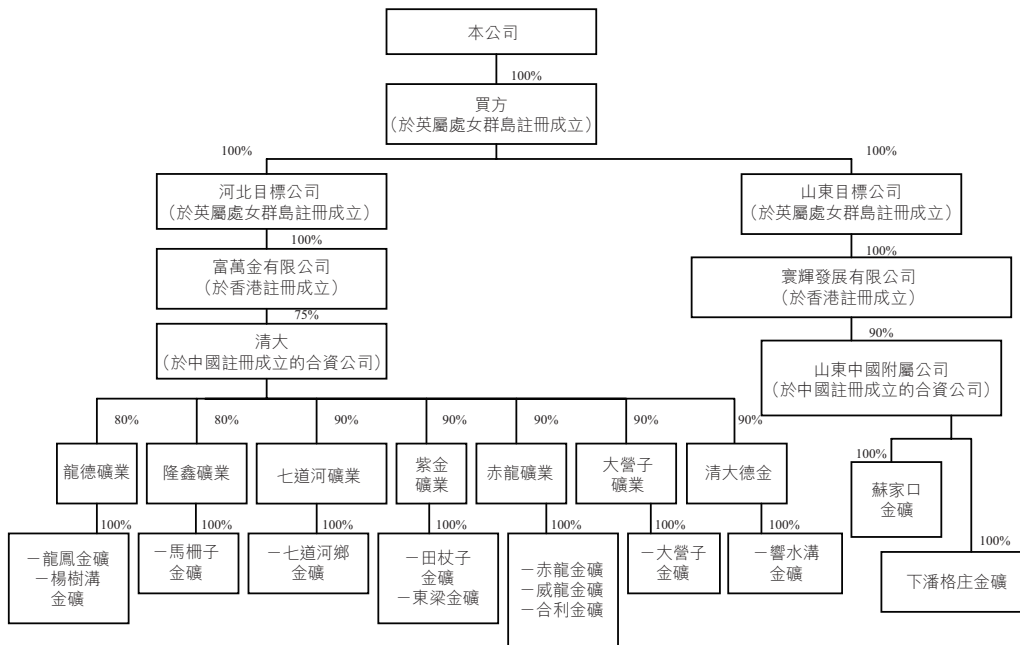 本公司
100%
買方
(於英屬處女群島註冊成立)
100%
100%
河北目標公司
(於英屬處女群島註冊成立)
山東目標公司
(於英屬處女群島註冊成立)
100%
100%
富萬金有限公司
(於香港註冊成立)
寰輝發展有限公司
(於香港註冊成立)
75%
90%
清大
(於中國註冊成立的合資公司)
山東中國附屬公司
(於中國註冊成立的合資公司)
80%
80%
90%
90%
90%
90%
90%
龍德礦業
隆鑫礦業
七道河礦業
紫金
礦業
赤龍礦業
大營子
礦業
清大德金
100%
蘇家口
金礦
100%
100%
100%
100%
100%
100%
100%
100%
－龍鳳金礦
－楊樹溝
金礦
－馬柵子
金礦
－七道河鄉
金礦
－田杖子
金礦
－東梁金礦
－赤龍金礦
－威龍金礦
－合利金礦
－大營子
金礦
－響水溝
金礦
下潘格庄金礦